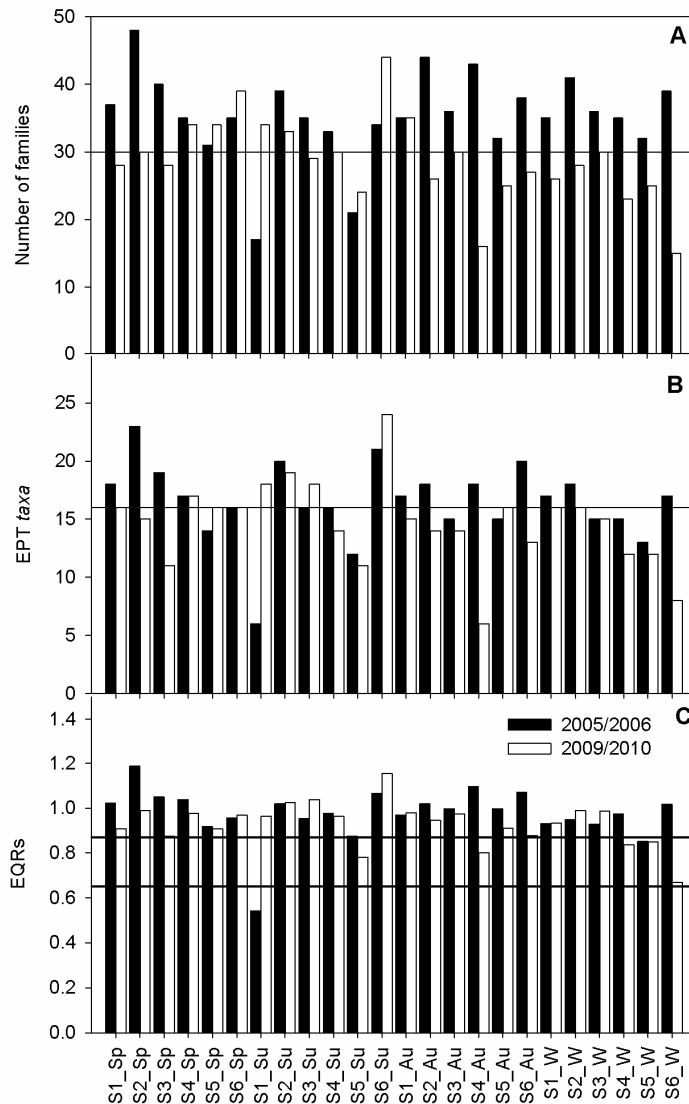 A
Number of families
50
40
30
20
10
0
B
EPT taxa
25
20
15
10
5
0
C
EQRs
2005/2006
2009/2010
1.4
1.2
1.0
0.8
0.6
0.4
0.2
0.0
S1_Sp
S2_Sp
S3_Sp
S4_Sp
S5_Sp
S6_Sp
S1_Su
S2_Su
S3_Su
S4_Su
S5_Su
S6_Su
S1_Au
S2_Au
S3_Au
S4_Au
S5_Au
S6_Au
S1_W
S2_W
S3_W
S4_W
S5_W
S6_W